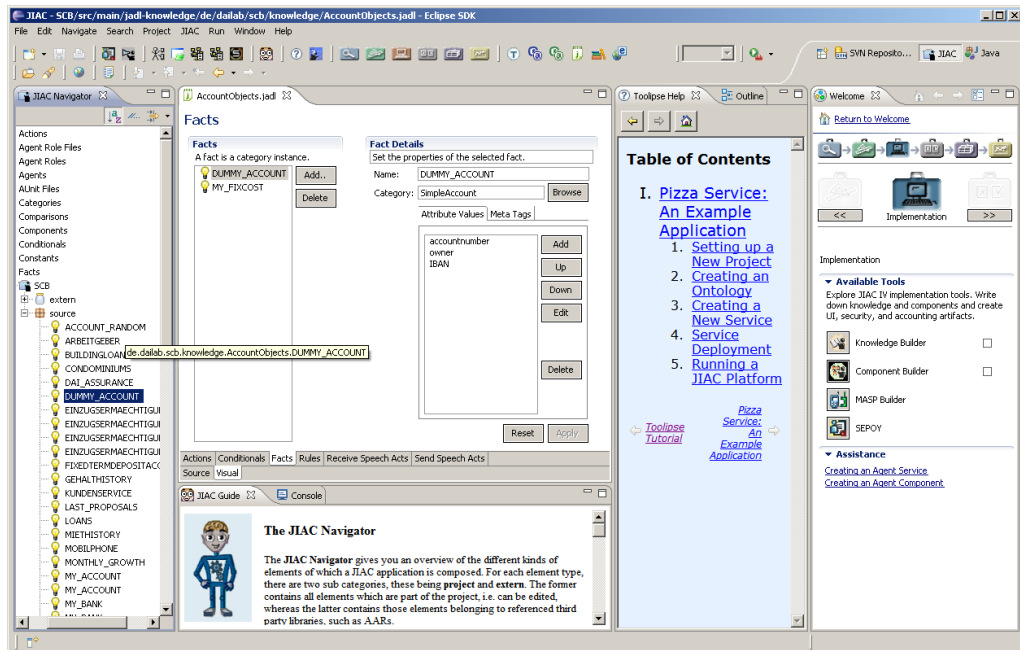 JIAC - SCB/src/main/jadl-knowledge/de/dailab/scb/knowledge/AccountObjects.jadl - Eclipse SDK
File Edit Navigate Search Project JIAC Run Window Help
SVN Reposito... JIAC Java
JIAC Navigator
Actions
Agent Role Files
Agent Roles
Agents
AUnit Files
Categories
Comparisons
Components
Conditionals
Constants
Facts
SCB
extern
source
ACCOUNT_RANDOM
ARBEITGEBER
BUILDINGLOAN
de.dailab.scb.knowledge.AccountObjects.DUMMY_ACCOUNT
CONDOMINIUMS
DAI_ASSURANCE
DUMMY_ACCOUNT
EINZUGSERMAECHTIGU
EINZUGSERMAECHTIGU
EINZUGSERMAECHTIGU
EINZUGSERMAECHTIGU
FIXEDTERMDEPOSITAC
GEHALTHISTORY
KUNDENSERVICE
LAST_PROPOSALS
LOANS
MIETHISTORY
MOBILPHONE
MONTHLY_GROWTH
MY_ACCOUNT
MY_ACCOUNT
MY_BANK
AccountObjects.jadl
Facts
Facts
A fact is a category instance.
DUMMY_ACCOUNT
MY_FIXCOST
Add..
Delete
Fact Details
Set the properties of the selected fact.
Name: DUMMY_ACCOUNT
Category: SimpleAccount Browse
Attribute Values Meta Tags
accountnumber
owner
IBAN
Add
Up
Down
Edit
Delete
Reset Apply
Actions Conditionals Facts Rules Receive Speech Acts Send Speech Acts
Source Visual
JIAC Guide Console
The JIAC Navigator
The JIAC Navigator gives you an overview of the different kinds of
elements of which a JIAC application is composed. For each element type,
there are two sub categories, these being project and extern. The former
contains all elements which are part of the project, i.e. can be edited,
whereas the latter contains those elements belonging to referenced third
party libraries, such as AARs.
Toolipse Help Outline
Table of Contents
I. Pizza Service:
An Example
Application
1. Setting up a
New Project
2. Creating an
Ontology
3. Creating a
New Service
4. Service
Deployment
5. Running a
JIAC Platform
Toolipse
Tutorial
Pizza
Service:
An
Example
Application
Welcome
Return to Welcome
<< Implementation >>
Implementation
Available Tools
Explore JIAC IV implementation tools. Write
down knowledge and components and create
UI, security, and accounting artifacts.
Knowledge Builder
Component Builder
MASP Builder
SEPOY
Assistance
Creating an Agent Service
Creating an Agent Component